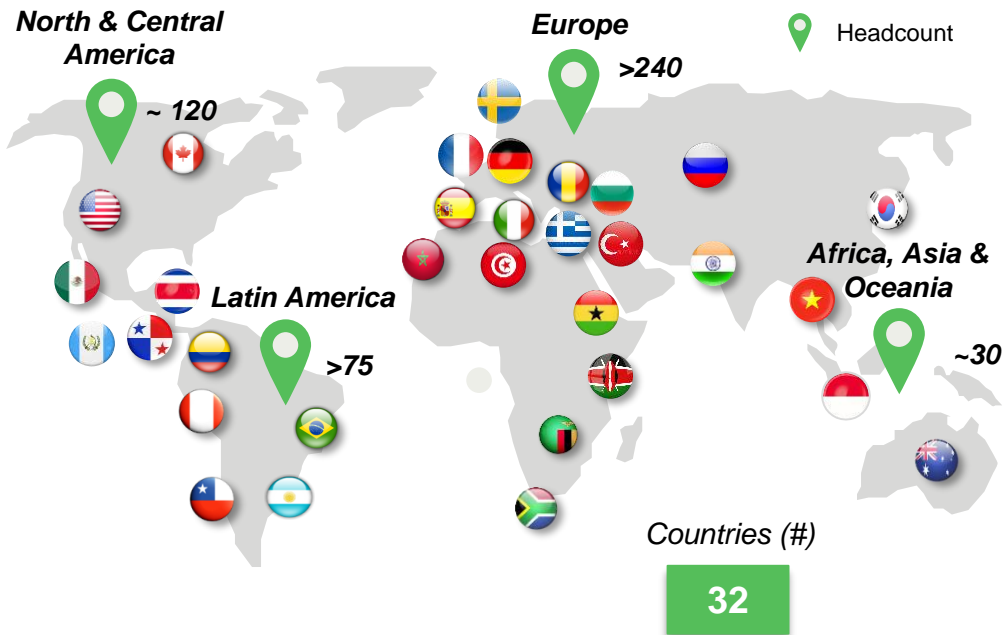 North & Central
America
~ 120
Europe
>240
Headcount
Latin America
>75
Africa, Asia &
Oceania
~30
Countries (#)
32